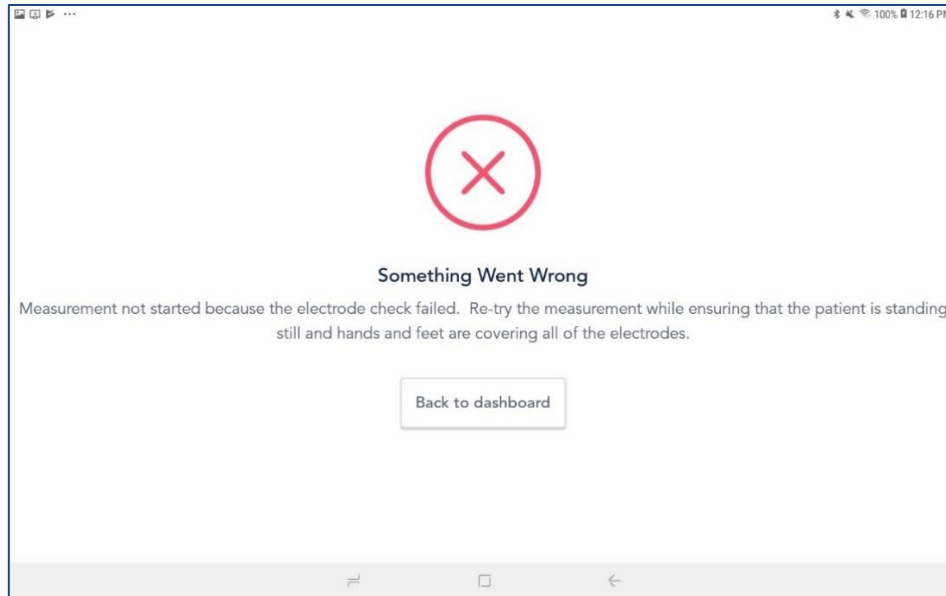 100% 12:16 PM
Something Went Wrong
Measurement not started because the electrode check failed.  Re-try the measurement while ensuring that the patient is standing
still and hands and feet are covering all of the electrodes.
Back to dashboard